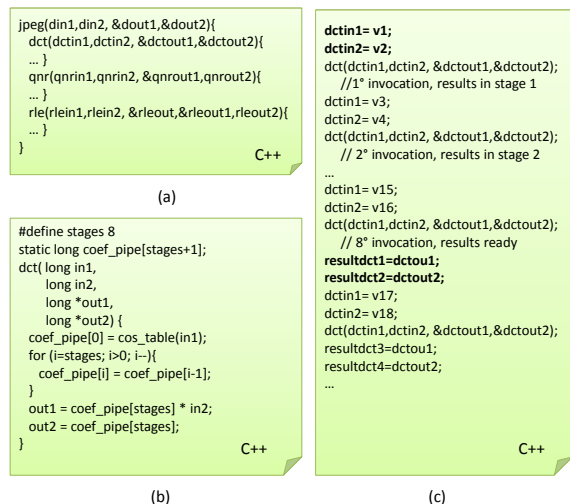 jpeg(din1,din2, &dout1,&dout2){
dct(dctin1,dctin2, &dctout1,&dctout2){
... }
qnr(qnrin1,qnrin2, &qnrout1,qnrout2){
... }
rle(rlein1,rlein2, &rleout,&rleout1,rleout2){
... }
}
C++
(a)
#define stages 8
static long coef_pipe[stages+1];
dct( long in1,
long in2,
long *out1,
long *out2) {
coef_pipe[0] = cos_table(in1);
for (i=stages; i>0; i--){
coef_pipe[i] = coef_pipe[i-1];
}
out1 = coef_pipe[stages] * in2;
out2 = coef_pipe[stages];
}
C++
(b)
dctin1= v1;
dctin2= v2;
dct(dctin1,dctin2, &dctout1,&dctout2);
//1° invocation, results in stage 1
dctin1= v3;
dctin2= v4;
dct(dctin1,dctin2, &dctout1,&dctout2);
// 2° invocation, results in stage 2
...
dctin1= v15;
dctin2= v16;
dct(dctin1,dctin2, &dctout1,&dctout2);
// 8° invocation, results ready
resultdct1=dctou1;
resultdct2=dctout2;
dctin1= v17;
dctin2= v18;
dct(dctin1,dctin2, &dctout1,&dctout2);
resultdct3=dctou1;
resultdct4=dctout2;
...
C++
(c)